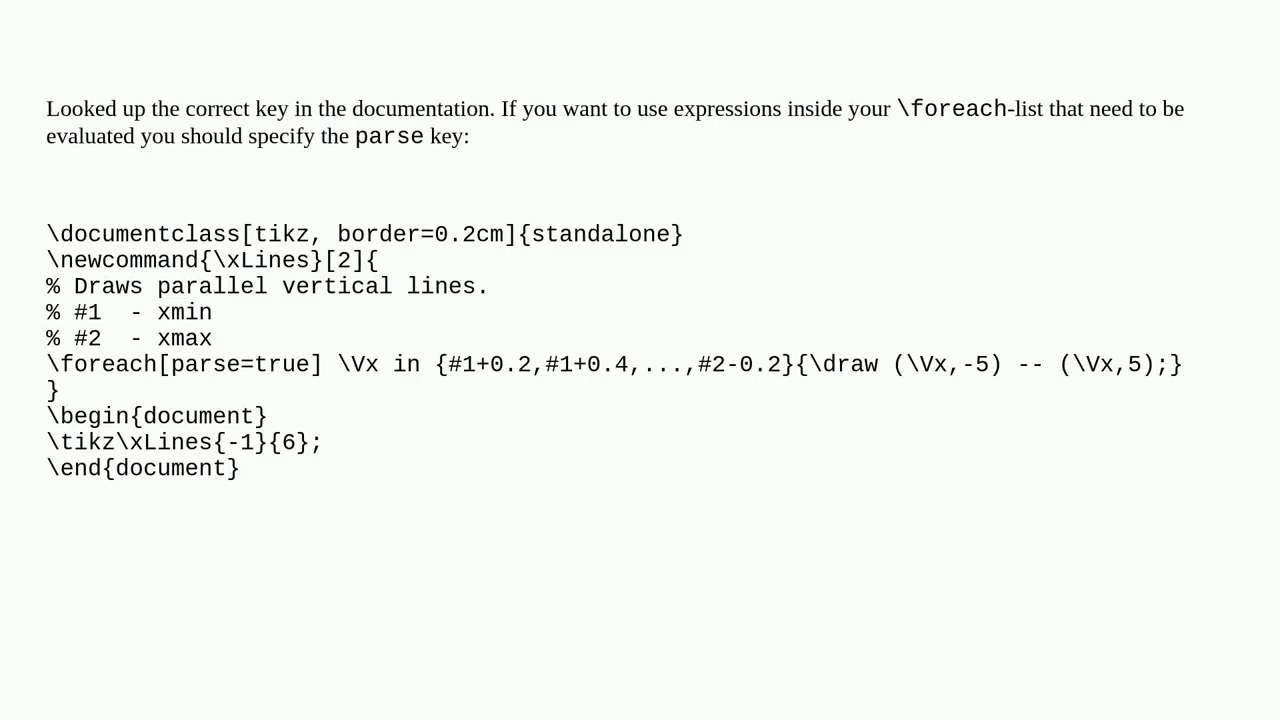 Looked up the correct key in the documentation. If you want to use expressions inside your \foreach-list that need to be
evaluated you should specify the parse key:
\documentclass[tikz, border=0.2cm]{standalone}
\newcommand{\xLines}[2]{
% Draws parallel vertical lines.
% #1  - xmin
% #2  - xmax
\foreach[parse=true] \Vx in {#1+0.2,#1+0.4,...,#2-0.2}{\draw (\Vx,-5) -- (\Vx,5);}
}
\begin{document}
\tikz\xLines{-1}{6};
\end{document}